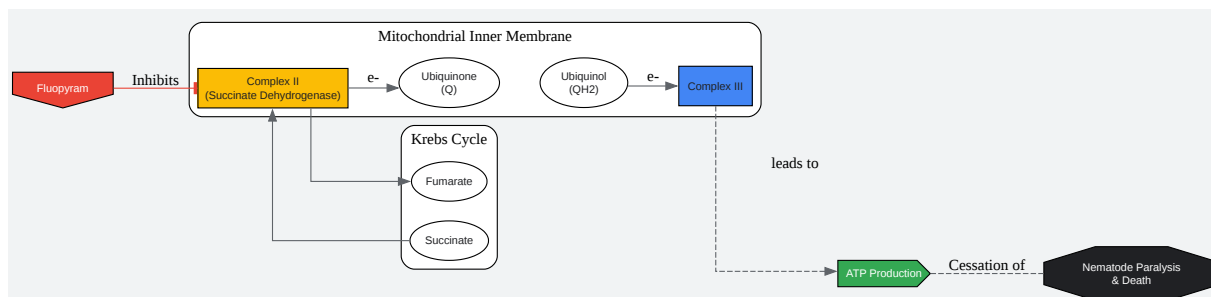 Mitochondrial Inner Membrane
Fluopyram
Inhibits
Complex II
(Succinate Dehydrogenase)
e-
Ubiquinone
(Q)
Ubiquinol
(QH2)
e-
Complex III
Krebs Cycle
Fumarate
Succinate
leads to
ATP Production
Cessation of
Nematode Paralysis
& Death